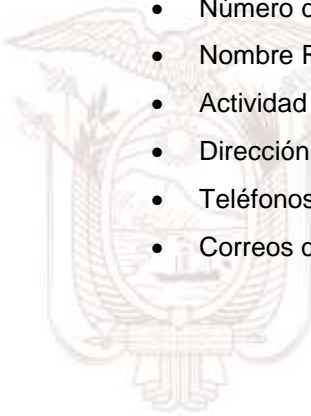 • Número
• Nombre
• Actividad
• Dirección
• Teléfonos
• Correos